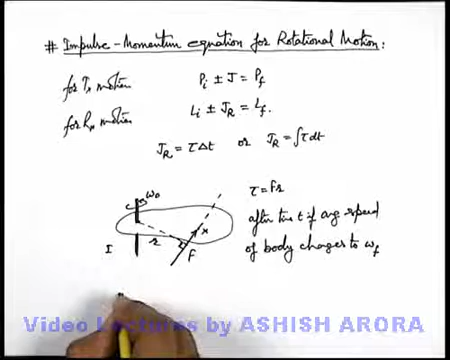 # Impulse-Momentum equation for Rotational Motion:
for Tn motion Pi ± J = Pf
for Rn motion Li ± JR = Lf.
JR = τΔt or JR = ∫τdt
ω0
τ = Fr
after time t if ang speed
of body changes to ωf
r
x
F
I
Video Lectures by ASHISH ARORA